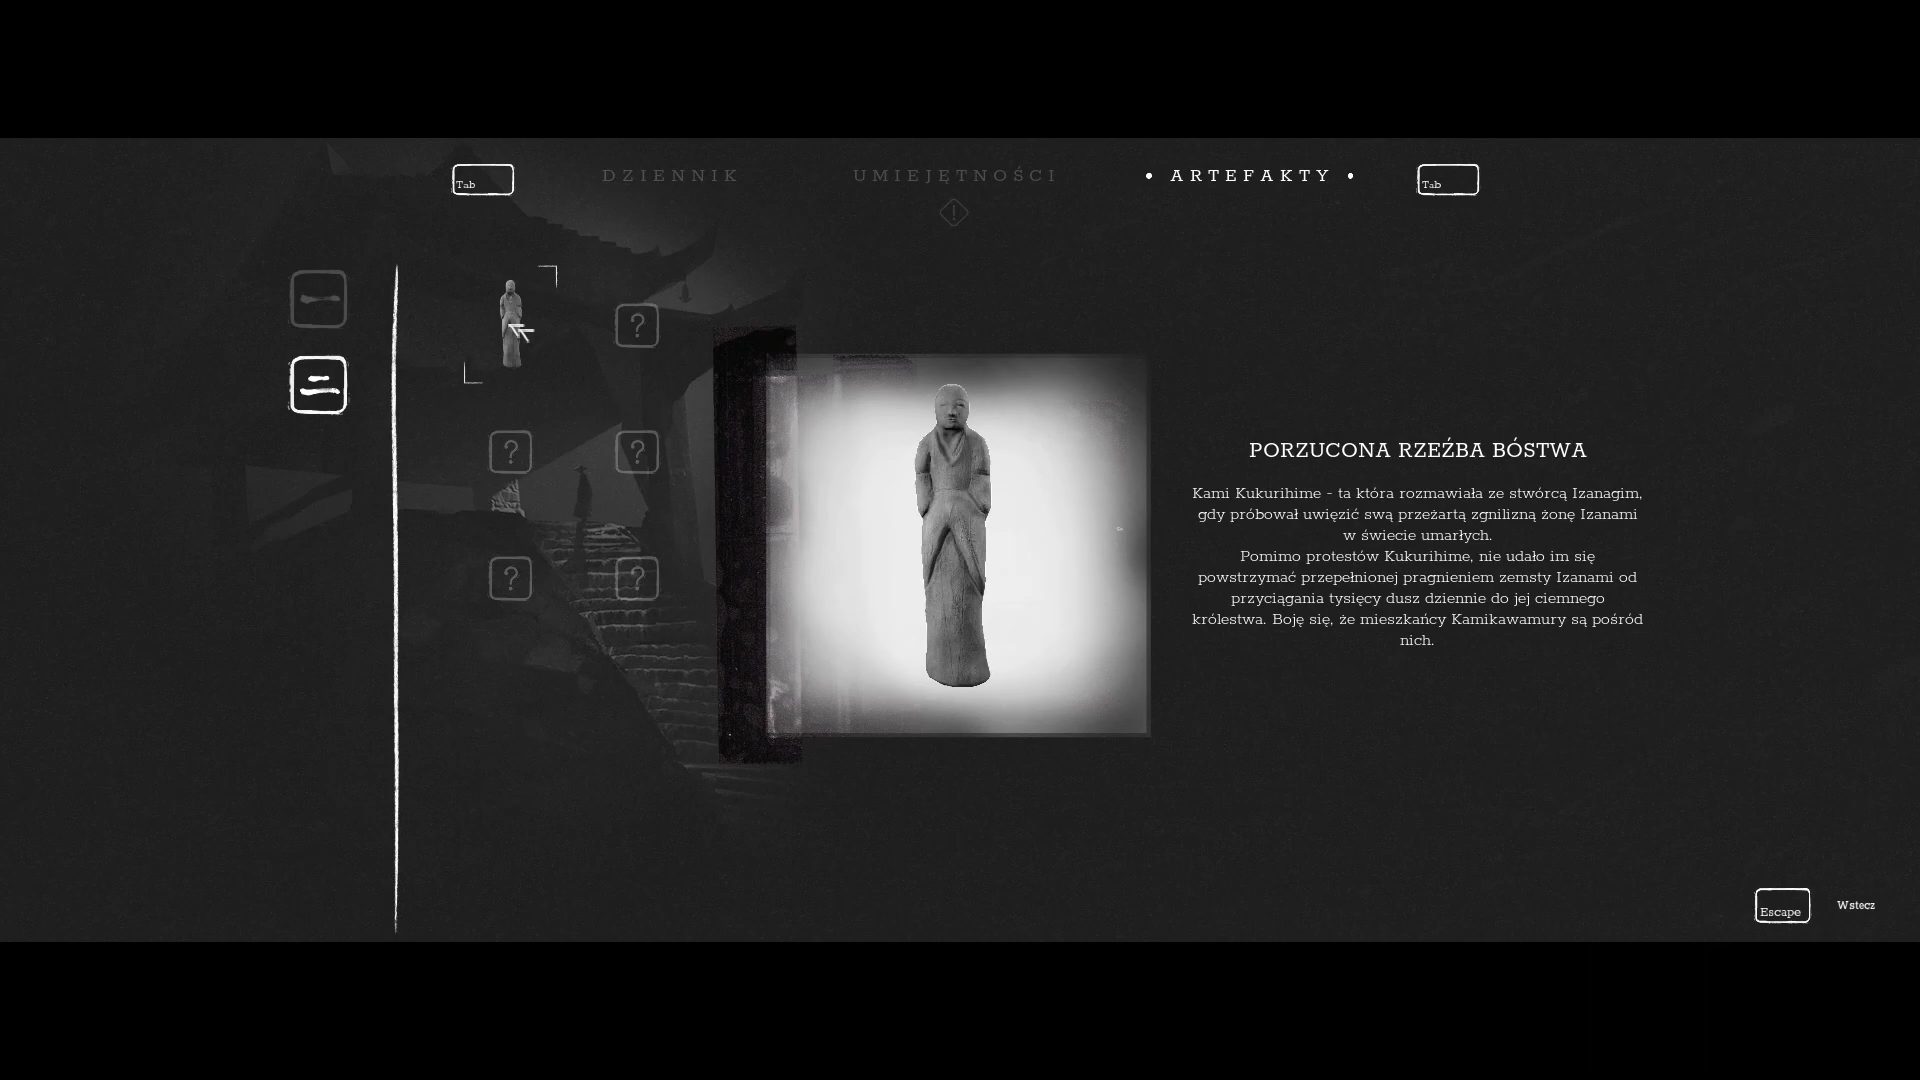 Tab
DZIENNIK
UMIEJĘTNOŚCI
• ARTEFAKTY •
Tab
!
一
二
?
?
?
?
?
PORZUCONA RZEŹBA BÓSTWA
Kami Kukurihime - ta która rozmawiała ze stwórcą Izanagim,
gdy próbował uwięzić swą przeżartą zgnilizną żonę Izanami
w świecie umarłych.
Pomimo protestów Kukurihime, nie udało im się
powstrzymać przepełnionej pragnieniem zemsty Izanami od
przyciągania tysięcy dusz dziennie do jej ciemnego
królestwa. Boję się, że mieszkańcy Kamikawamury są pośród
nich.
Escape
Wstecz